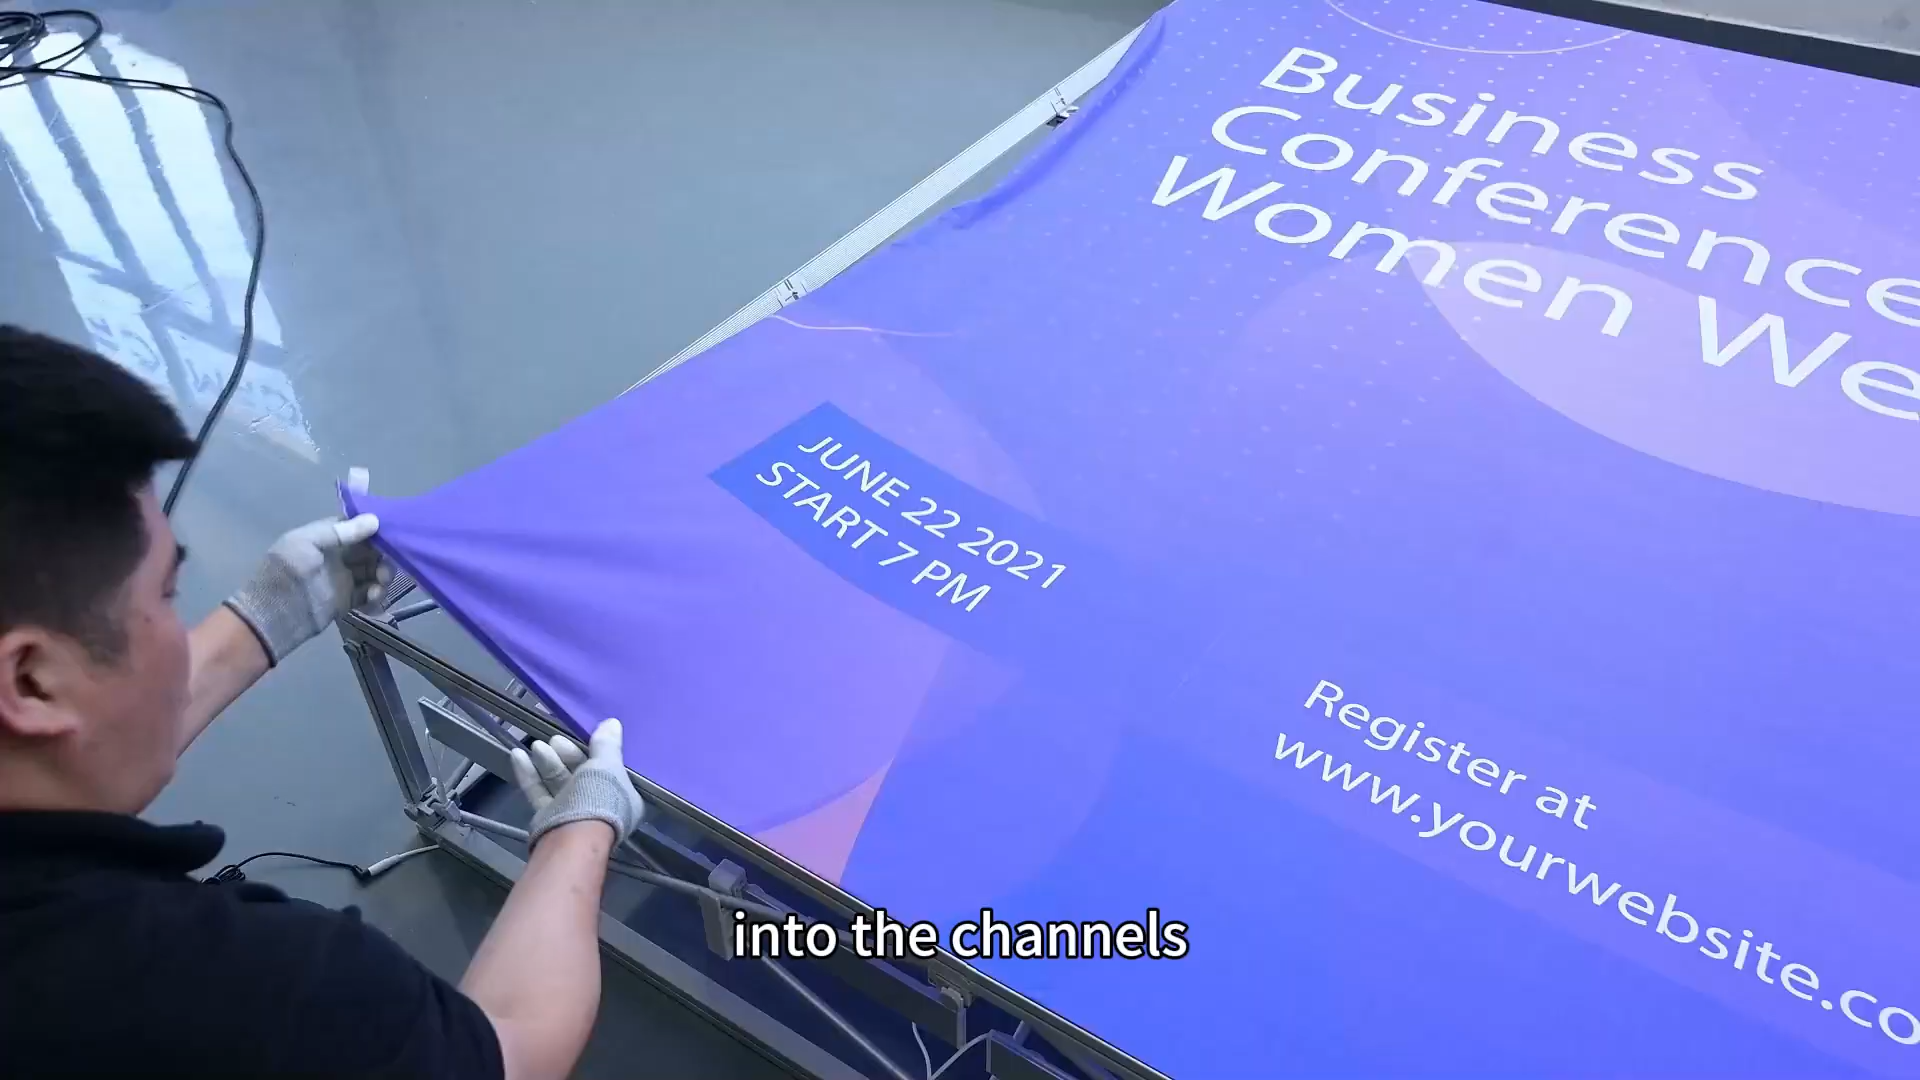 Business
Conference
Women We
JUNE 22 2021
START 7 PM
Register at
www.yourwebsite.co
into the channels